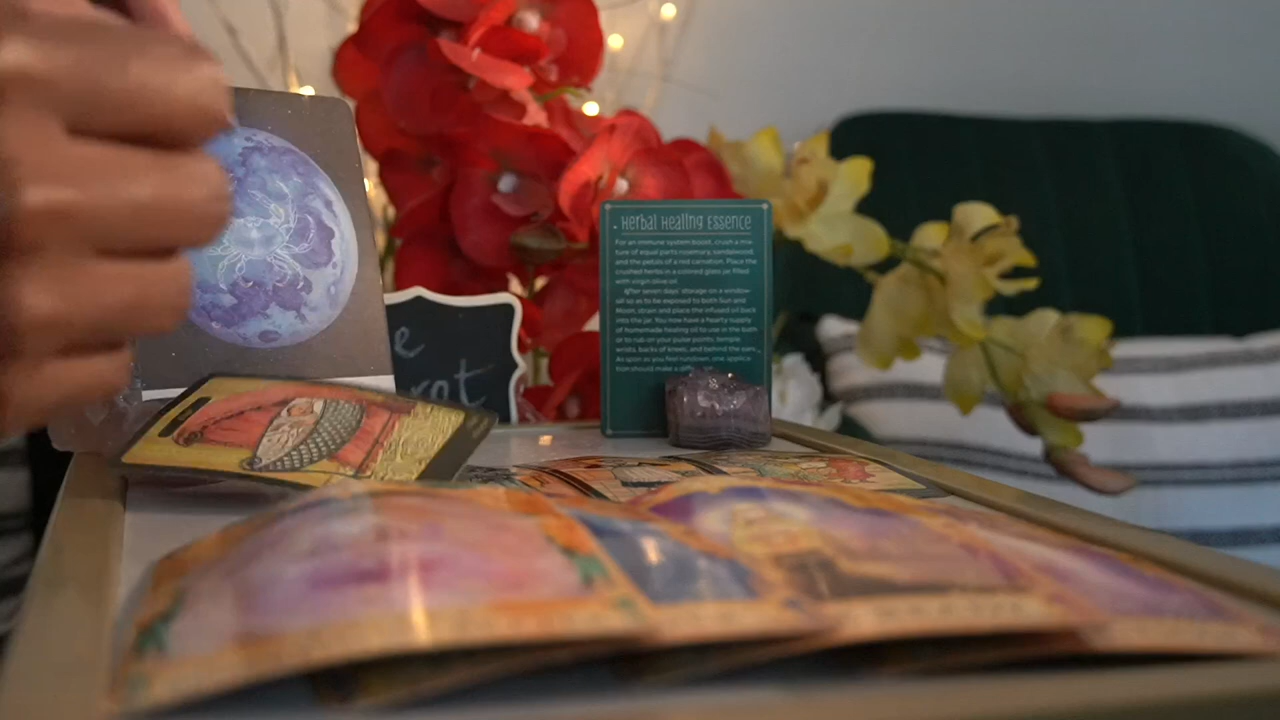 Herbal Healing Essence
For an immune system boost, crush a mix-
ture of equal parts rosemary, sandalwood,
and the petals of a red carnation. Place the
crushed herbs in a colored glass jar filled
with virgin olive oil.
After seven days' storage on a window-
sill so as to be exposed to both Sun and
Moon, strain and place the infused oil back
into the jar. You now have a hearty supply
of homemade healing oil to use in the bath
or to rub on your pulse points: temple,
wrists, backs of knees, and behind the ears.
As soon as you feel rundown, one applica-
tion should make a
e
rot